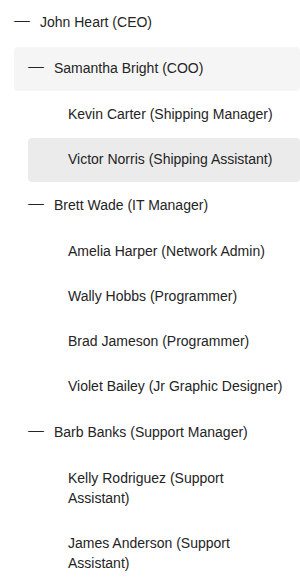 John Heart (CEO)
Samantha Bright (COO)
Kevin Carter (Shipping Manager)
Victor Norris (Shipping Assistant)
Brett Wade (IT Manager)
Amelia Harper (Network Admin)
Wally Hobbs (Programmer)
Brad Jameson (Programmer)
Violet Bailey (Jr Graphic Designer)
Barb Banks (Support Manager)
Kelly Rodriguez (Support
Assistant)
James Anderson (Support
Assistant)